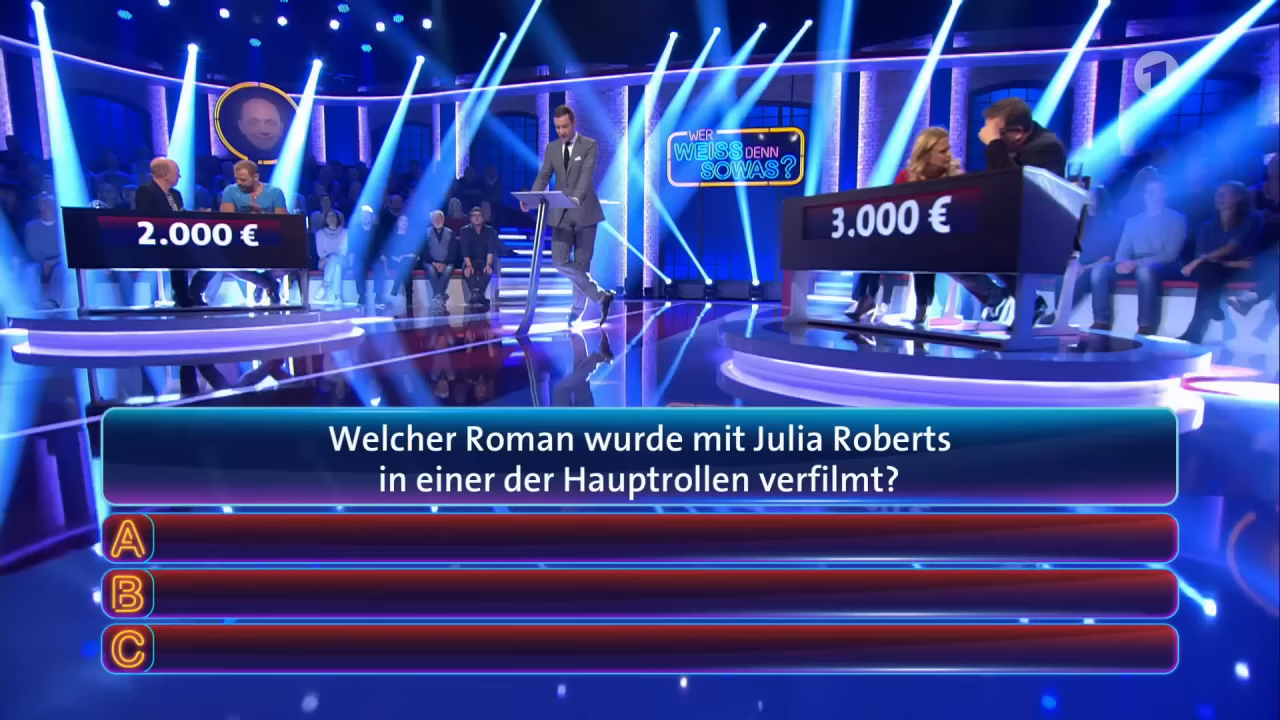 1
WER
WEISS DENN
SOWAS?
2.000 €
3.000 €
Welcher Roman wurde mit Julia Roberts
in einer der Hauptrollen verfilmt?
A
B
C